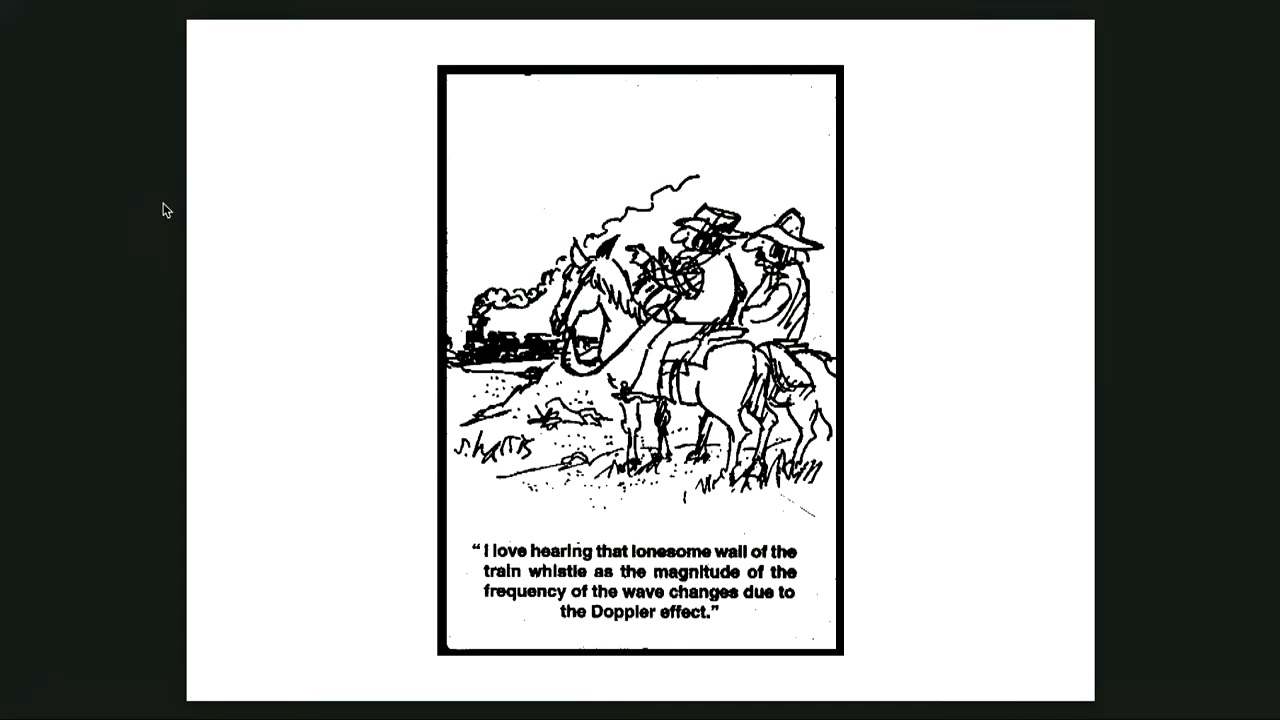 s.harris
"I love hearing that lonesome wail of the
train whistle as the magnitude of the
frequency of the wave changes due to
the Doppler effect."